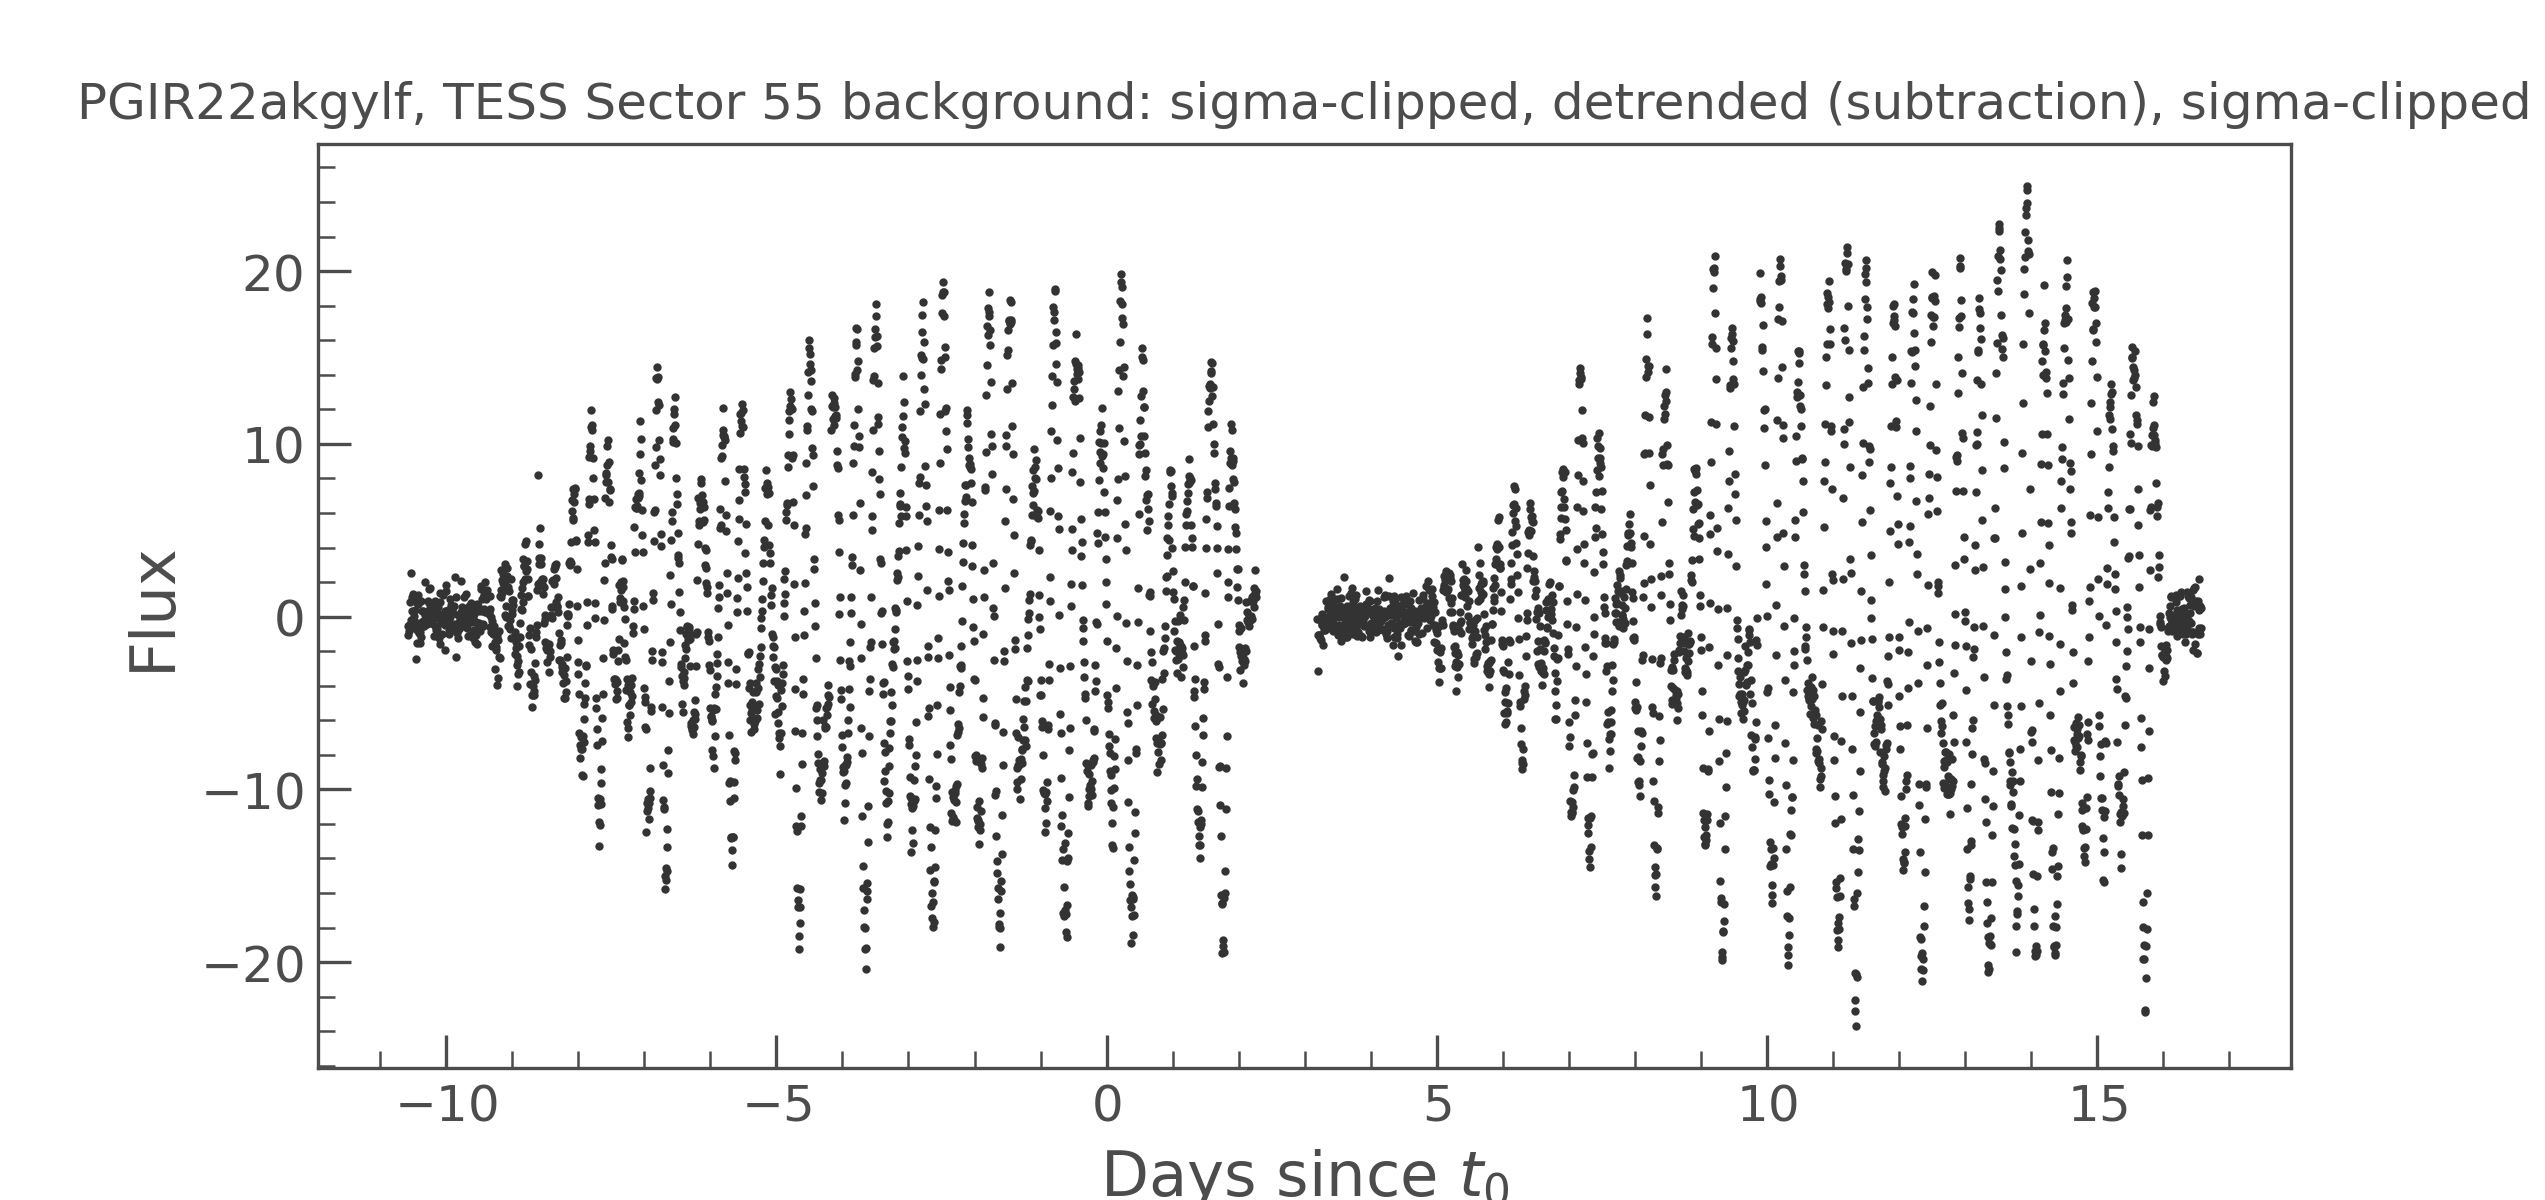 PGIR22akgylf, TESS Sector 55 background: sigma-clipped, detrended (subtraction), sigma-clipped
Flux
20
10
0
−10
−20
−10 −5 0 5 10 15
Days since t0